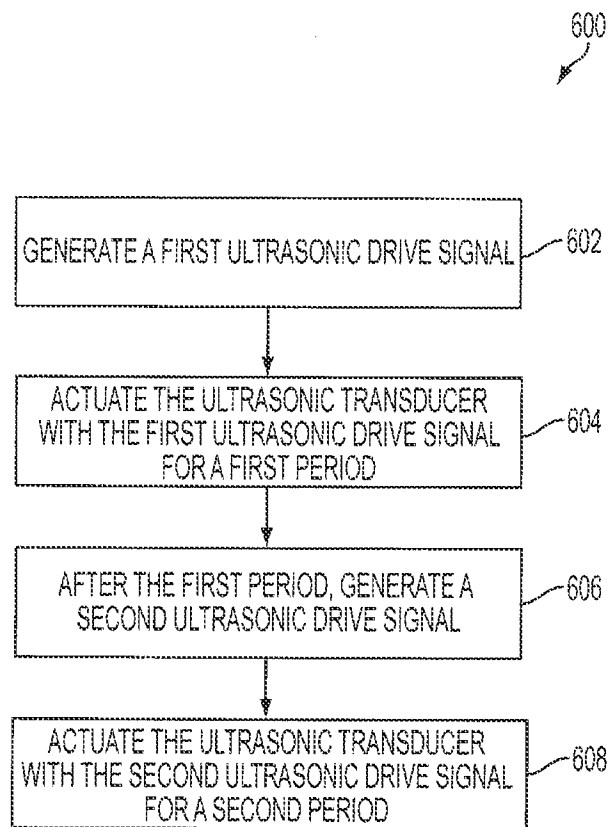 600
GENERATE A FIRST ULTRASONIC DRIVE SIGNAL
602
ACTUATE THE ULTRASONIC TRANSDUCER
WITH THE FIRST ULTRASONIC DRIVE SIGNAL
FOR A FIRST PERIOD
604
AFTER THE FIRST PERIOD, GENERATE A
SECOND ULTRASONIC DRIVE SIGNAL
606
ACTUATE THE ULTRASONIC TRANSDUCER
WITH THE SECOND ULTRASONIC DRIVE SIGNAL
FOR A SECOND PERIOD
608